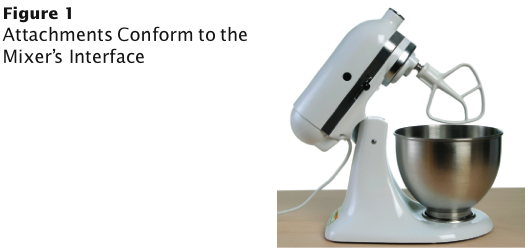 Figure 1
Attachments Conform to the
Mixer's Interface